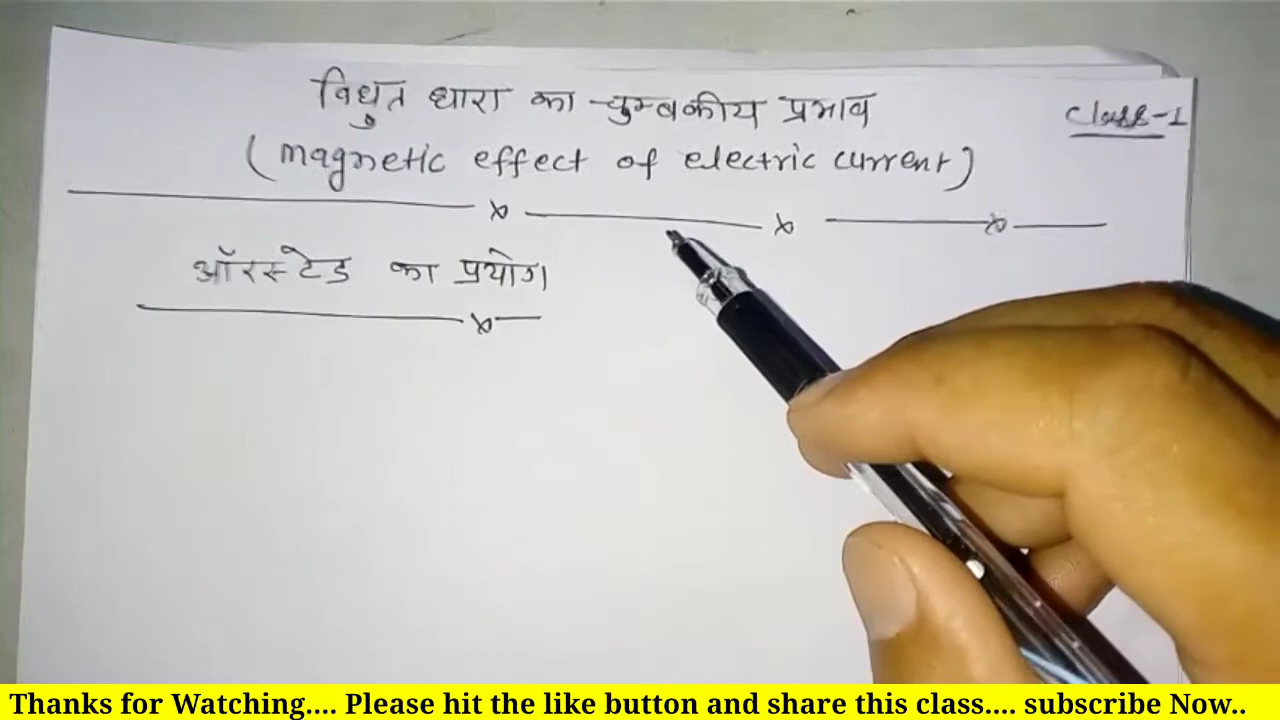 विधुत धारा का चुम्बकीय प्रभाव
Class-1
(magnetic effect of electric current)
ऑरस्टेड का प्रयोग
Thanks for Watching.... Please hit the like button and share this class.... subscribe Now..